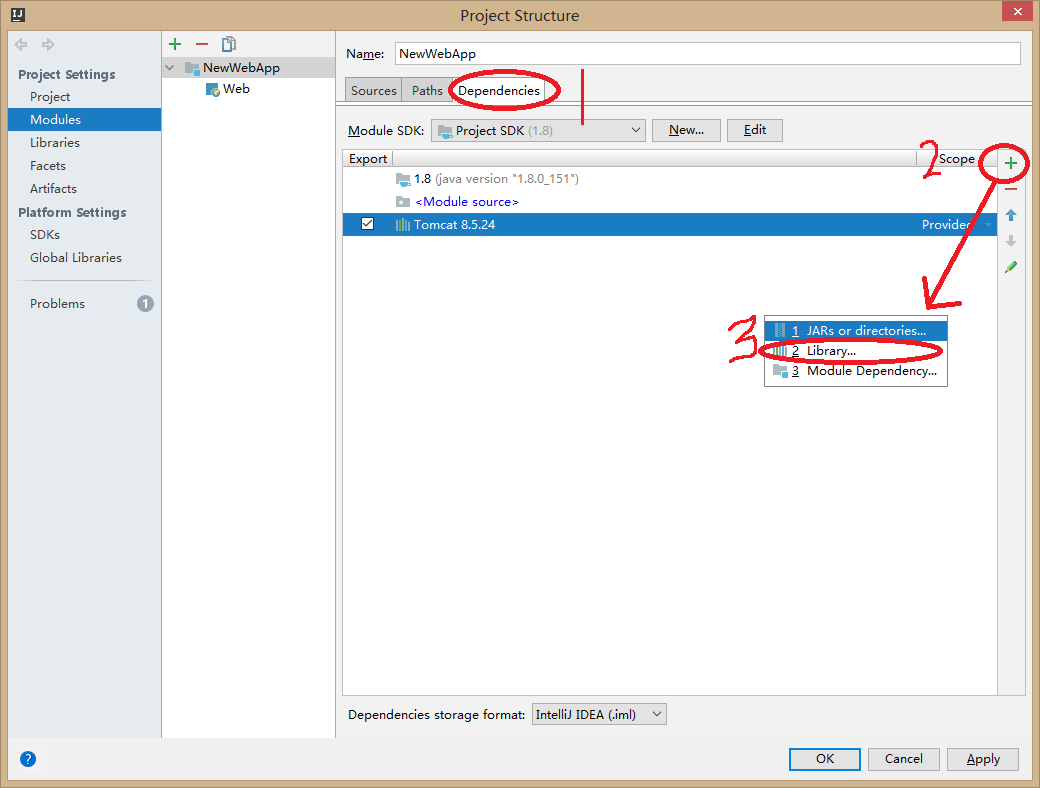 IJ
Project Structure
Project Settings
Project
Modules
Libraries
Facets
Artifacts
Platform Settings
SDKs
Global Libraries
Problems 1
NewWebApp
Web
Name: NewWebApp
Sources Paths Dependencies
1
Module SDK: Project SDK (1.8) New... Edit
Export Scope
2
1.8 (java version "1.8.0_151")
<Module source>
Tomcat 8.5.24 Provided
3
1 JARs or directories...
2 Library...
3 Module Dependency...
Dependencies storage format: IntelliJ IDEA (.iml)
? OK Cancel Apply